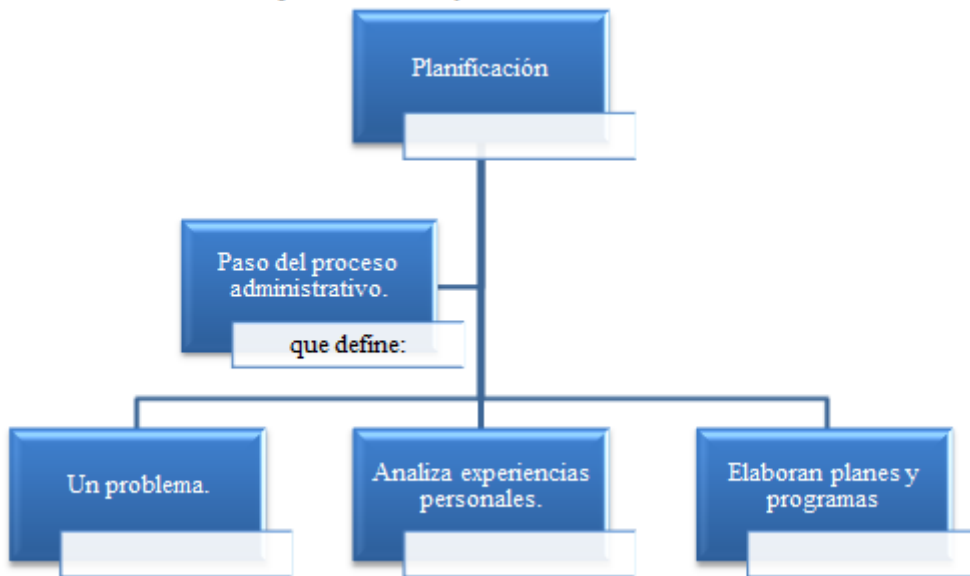 Planificación
Paso del proceso
administrativo.
que define:
Un problema.
Analiza experiencias
personales.
Elaboran planes y
programas